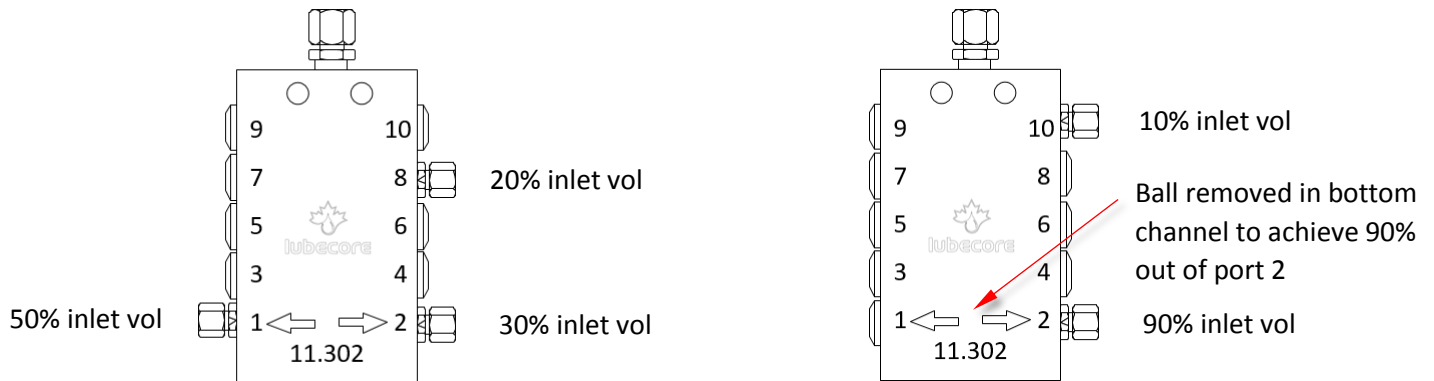 9 10
7 8 20% inlet vol
5 6
lubecore
3 4
50% inlet vol 1 2 30% inlet vol
11.302
9 10 10% inlet vol
7 8
Ball removed in bottom
channel to achieve 90%
out of port 2
5 6
lubecore
3 4
1 2 90% inlet vol
11.302